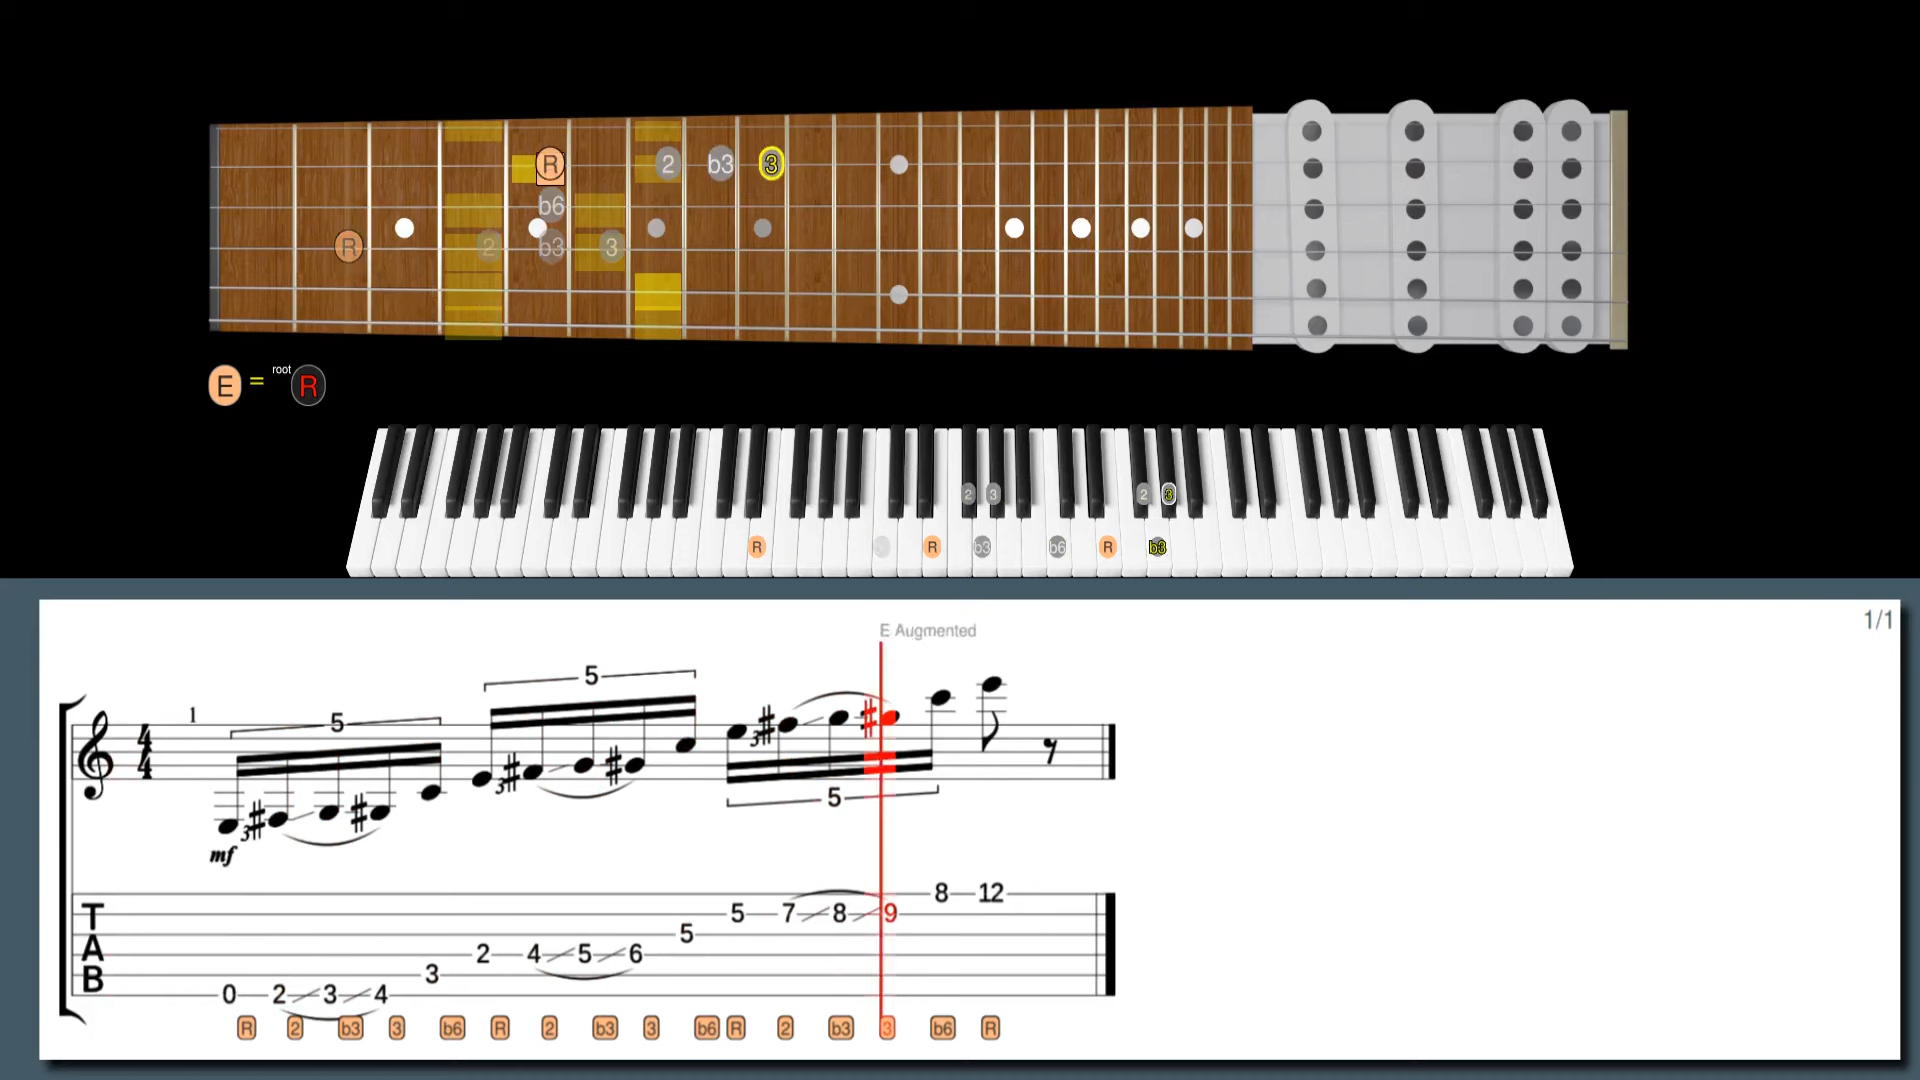 R 2 b3 3
b6
R 2 b3 3
root
E = R
2 3 2 3
R R b3 b6 R b3
1/1
E Augmented
5
1 5
3 3 3
5
mf
8 12
5 7 8 9
5
2 4 5 6
3
0 2 3 4
TAB
R 2 b3 3 b6 R 2 b3 3 b6 R 2 b3 3 b6 R